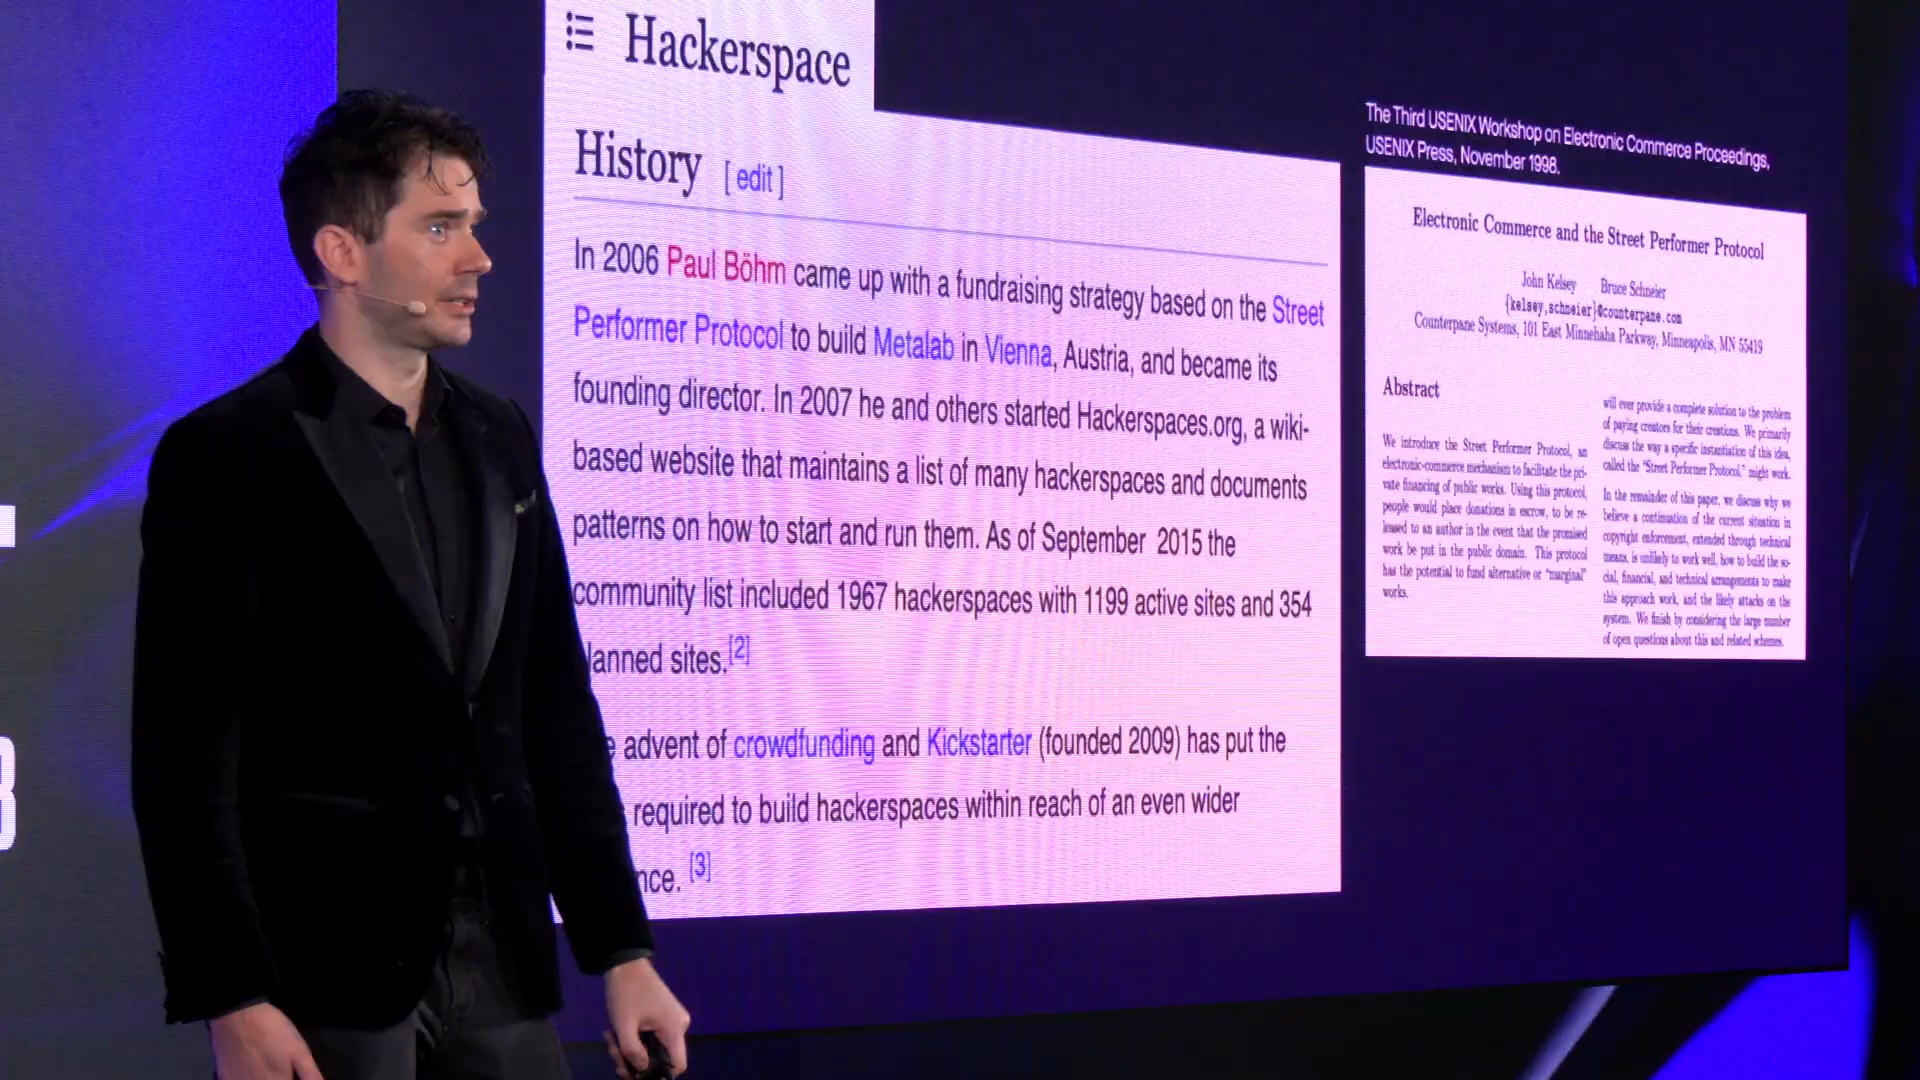 Hackerspace
History [ edit ]
In 2006 Paul Böhm came up with a fundraising strategy based on the Street
Performer Protocol to build Metalab in Vienna, Austria, and became its
founding director. In 2007 he and others started Hackerspaces.org, a wiki-
based website that maintains a list of many hackerspaces and documents
patterns on how to start and run them. As of September 2015 the
community list included 1967 hackerspaces with 1199 active sites and 354
lanned sites.[2]
advent of crowdfunding and Kickstarter (founded 2009) has put the
required to build hackerspaces within reach of an even wider
nce. [3]
The Third USENIX Workshop on Electronic Commerce Proceedings,
USENIX Press, November 1998.
Electronic Commerce and the Street Performer Protocol
John Kelsey Bruce Schneier
{kelsey,schneier}@counterpane.com
Counterpane Systems, 101 East Minnehaha Parkway, Minneapolis, MN 55419
Abstract
We introduce the Street Performer Protocol, an
electronic-commerce mechanism to facilitate the pri-
vate financing of public works. Using this protocol,
people would place donations in escrow, to be re-
leased to an author in the event that the promised
work be put in the public domain. This protocol
has the potential to fund alternative or "marginal"
works.
will ever provide a complete solution to the problem
of paying creators for their creations. We primarily
discuss the way a specific instantiation of this idea,
called the "Street Performer Protocol," might work.
In the remainder of this paper, we discuss why we
believe a continuation of the current situation in
copyright enforcement, extended through technical
means, is unlikely to work well, how to build the so-
cial, financial, and technical arrangements to make
this approach work, and the likely attacks on the
system. We finish by considering the large number
of open questions about this and related schemes.